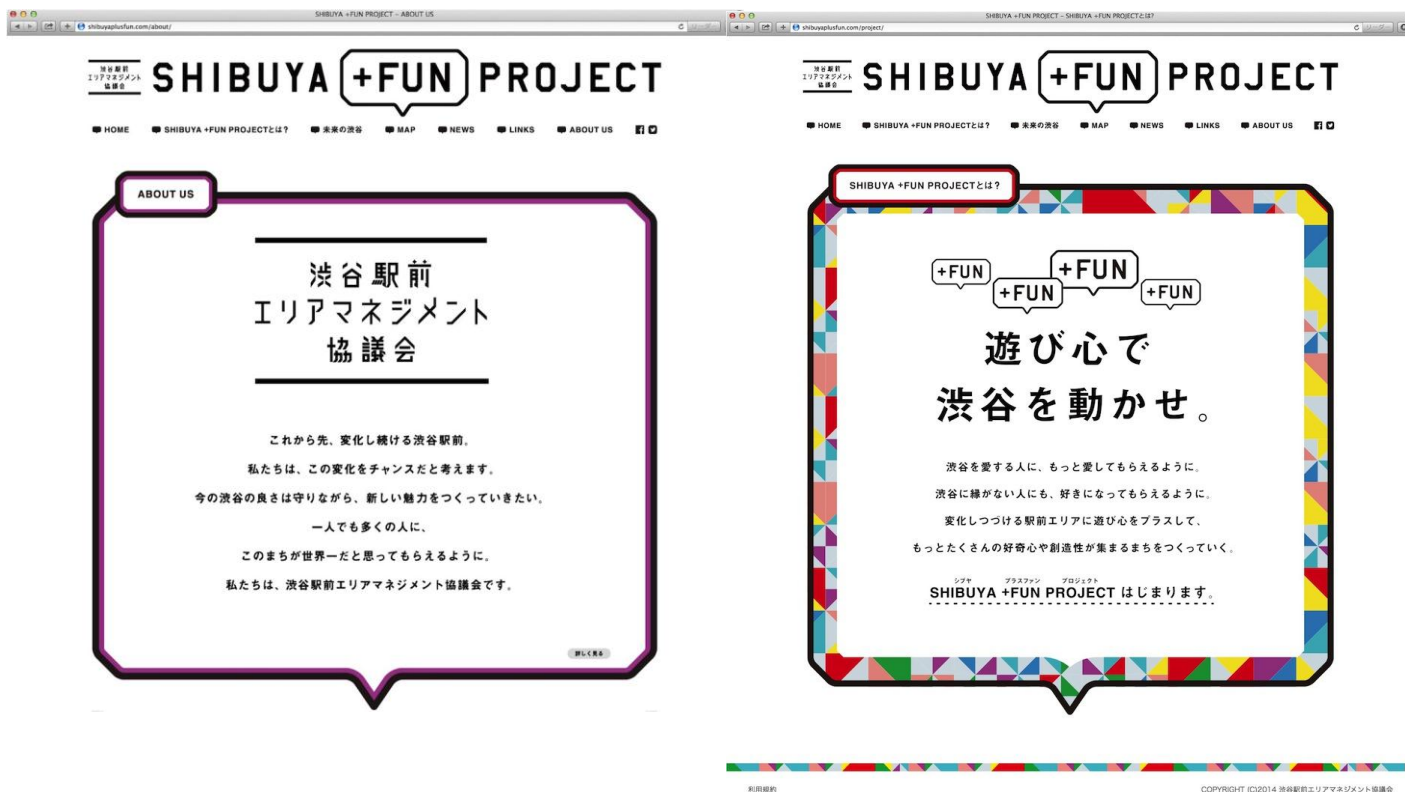 SHIBUYA +FUN PROJECT – ABOUT US
shibuyaplusfun.com/about/
リーダー
渋谷駅前
エリアマネジメント
協議会
SHIBUYA +FUN PROJECT
HOME SHIBUYA +FUN PROJECTとは? 未来の渋谷 MAP NEWS LINKS ABOUT US
ABOUT US
渋谷駅前
エリアマネジメント
協議会
これから先、変化し続ける渋谷駅前。
私たちは、この変化をチャンスだと考えます。
今の渋谷の良さは守りながら、新しい魅力をつくっていきたい。
一人でも多くの人に、
このまちが世界一だと思ってもらえるように。
私たちは、渋谷駅前エリアマネジメント協議会です。
詳しく見る
SHIBUYA +FUN PROJECT – SHIBUYA +FUN PROJECTとは?
shibuyaplusfun.com/project/
リーダー
渋谷駅前
エリアマネジメント
協議会
SHIBUYA +FUN PROJECT
HOME SHIBUYA +FUN PROJECTとは? 未来の渋谷 MAP NEWS LINKS ABOUT US
SHIBUYA +FUN PROJECTとは?
+FUN +FUN +FUN +FUN
遊び心で
渋谷を動かせ。
渋谷を愛する人に、もっと愛してもらえるように。
渋谷に縁がない人にも、好きになってもらえるように。
変化しつづける駅前エリアに遊び心をプラスして、
もっとたくさんの好奇心や創造性が集まるまちをつくっていく。
シブヤ プラスファン プロジェクト
SHIBUYA +FUN PROJECT はじまります。
利用規約
COPYRIGHT (C)2014 渋谷駅前エリアマネジメント協議会